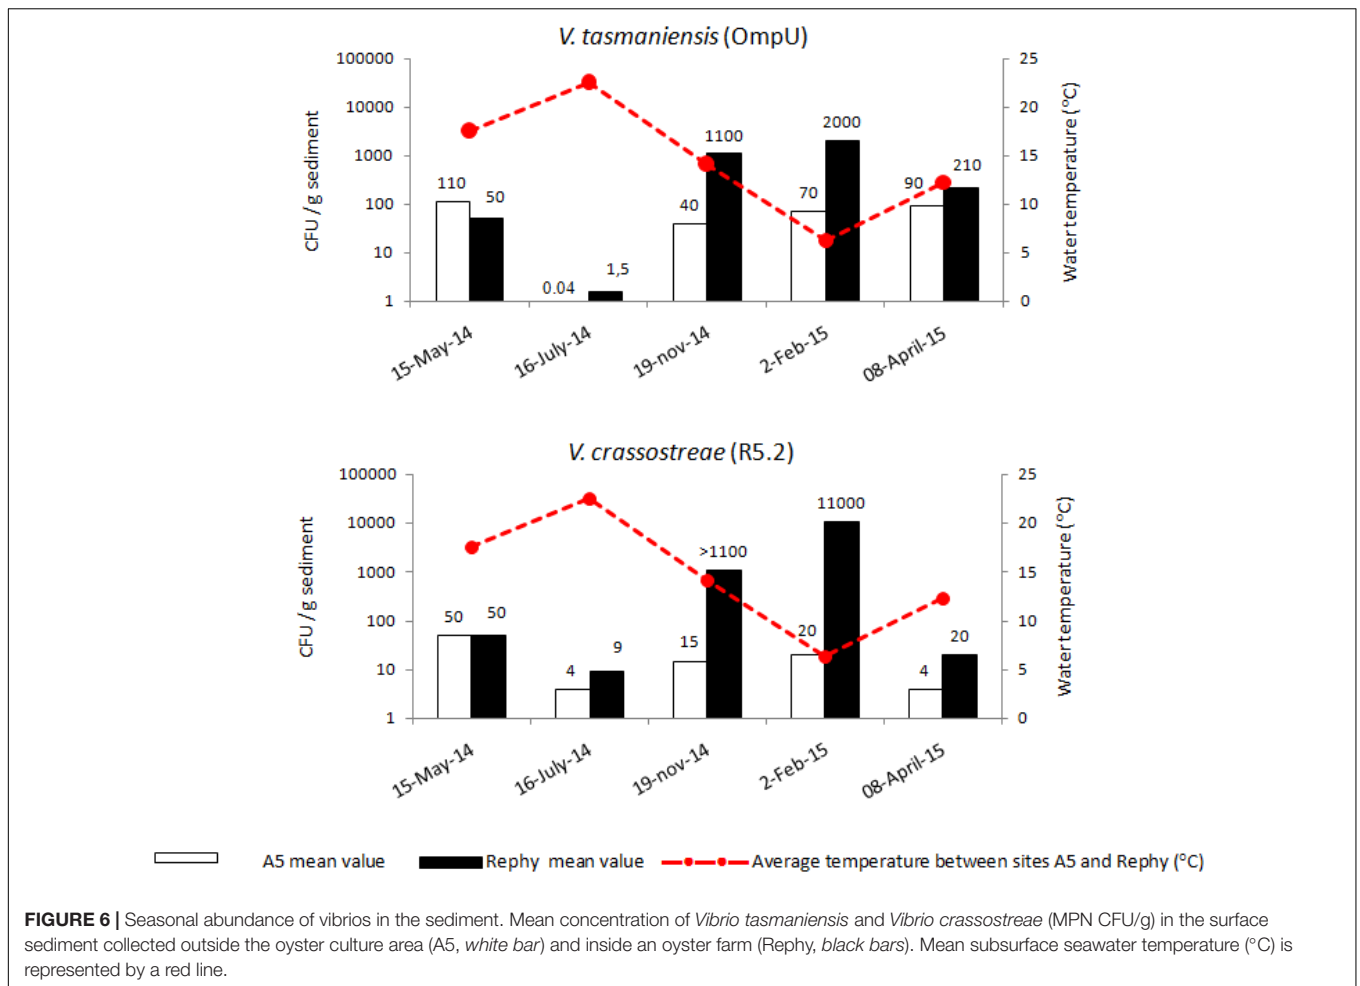 V. tasmaniensis (OmpU)
100000
10000
1000
100
10
1
CFU /g sediment
25
20
15
10
5
0
Water temperature (°C)
110
50
0.04
1,5
40
1100
70
2000
90
210
15-May-14
16-July-14
19-nov-14
2-Feb-15
08-April-15
V. crassostreae (R5.2)
100000
10000
1000
100
10
1
CFU /g sediment
25
20
15
10
5
0
Water temperature (°C)
50
50
4
9
15
>1100
20
11000
4
20
15-May-14
16-July-14
19-nov-14
2-Feb-15
08-April-15
A5 mean value
Rephy mean value
Average temperature between sites A5 and Rephy (°C)
FIGURE 6 | Seasonal abundance of vibrios in the sediment. Mean concentration of Vibrio tasmaniensis and Vibrio crassostreae (MPN CFU/g) in the surface
sediment collected outside the oyster culture area (A5, white bar) and inside an oyster farm (Rephy, black bars). Mean subsurface seawater temperature (°C) is
represented by a red line.